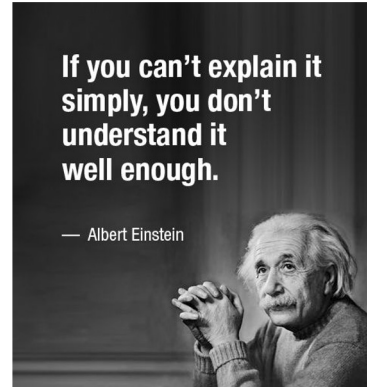 If you can’t explain it
simply, you don’t
understand it
well enough.
— Albert Einstein